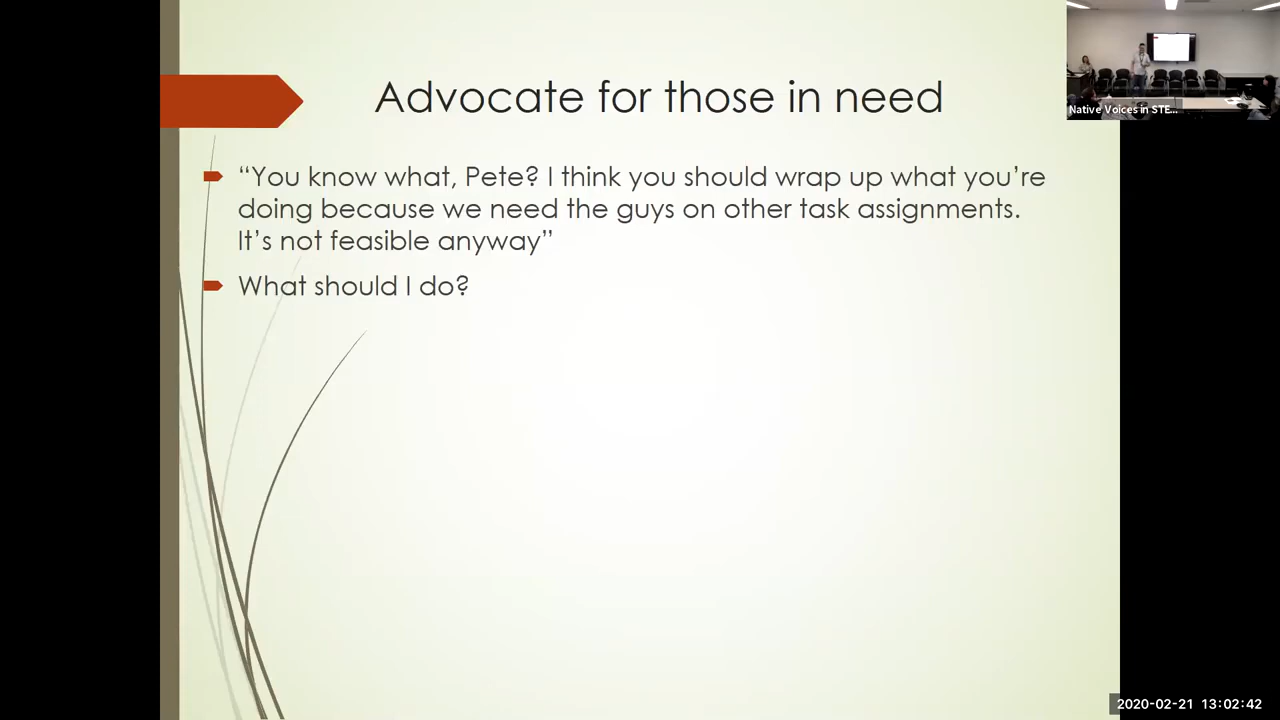 Advocate for those in need
“You know what, Pete? I think you should wrap up what you’re
doing because we need the guys on other task assignments.
It’s not feasible anyway”
What should I do?
Native Voices in STE...
2020-02-21 13:02:42